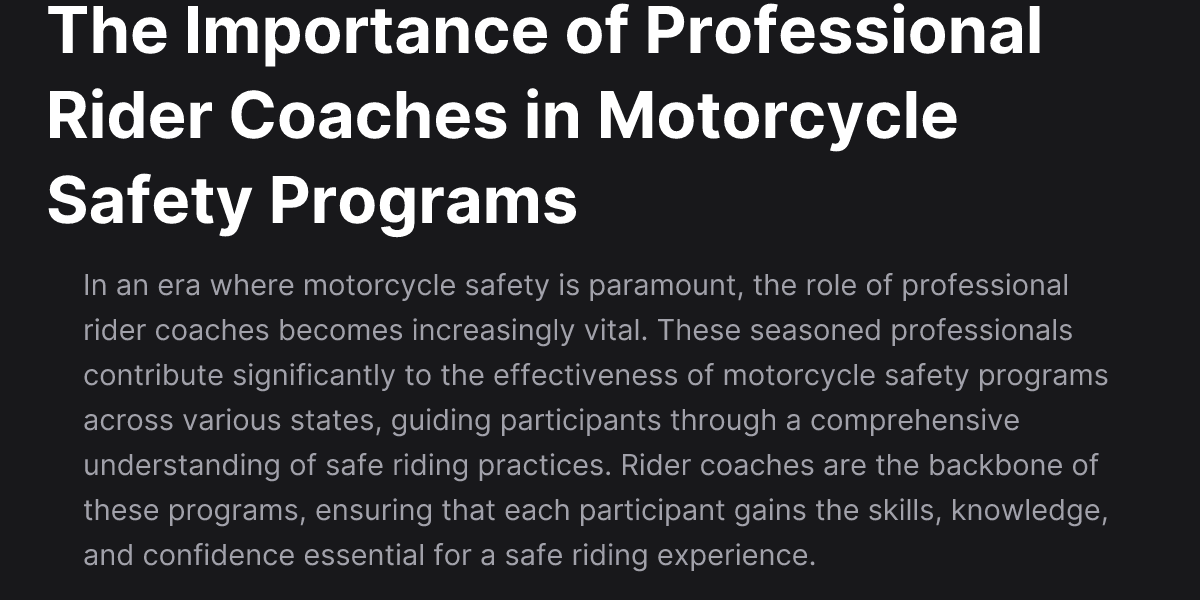 The Importance of Professional
Rider Coaches in Motorcycle
Safety Programs
In an era where motorcycle safety is paramount, the role of professional
rider coaches becomes increasingly vital. These seasoned professionals
contribute significantly to the effectiveness of motorcycle safety programs
across various states, guiding participants through a comprehensive
understanding of safe riding practices. Rider coaches are the backbone of
these programs, ensuring that each participant gains the skills, knowledge,
and confidence essential for a safe riding experience.